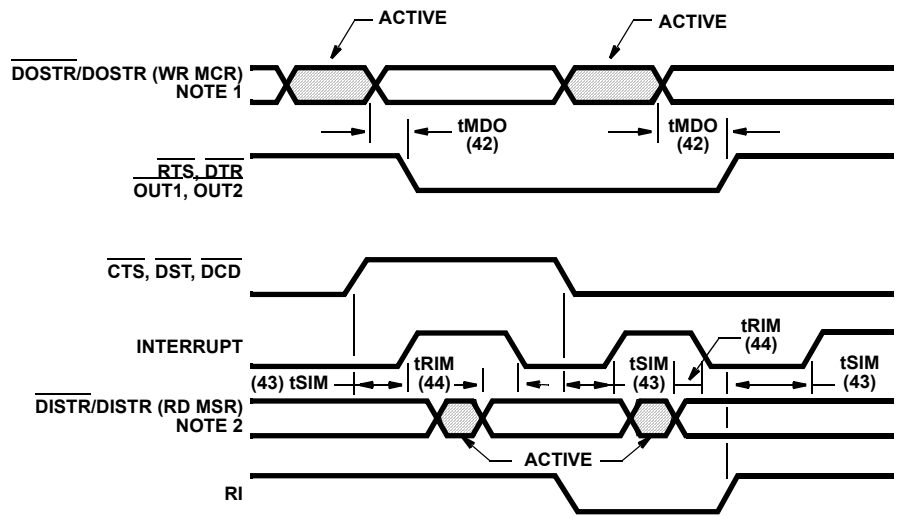 ACTIVE
ACTIVE
DOSTR/DOSTR (WR MCR)
NOTE 1
tMDO
(42)
tMDO
(42)
RTS, DTR
OUT1, OUT2
CTS, DST, DCD
INTERRUPT
tRIM
(44)
(43) tSIM
tRIM
(44)
tSIM
(43)
tSIM
(43)
DISTR/DISTR (RD MSR)
NOTE 2
ACTIVE
RI